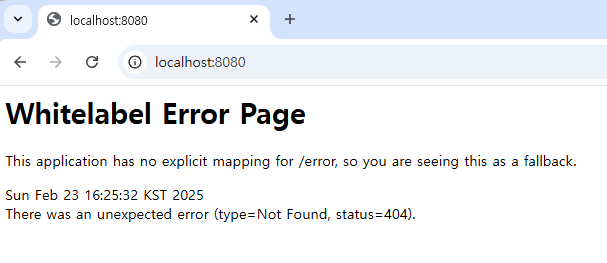 localhost:8080
localhost:8080
Whitelabel Error Page
This application has no explicit mapping for /error, so you are seeing this as a fallback.
Sun Feb 23 16:25:32 KST 2025
There was an unexpected error (type=Not Found, status=404).